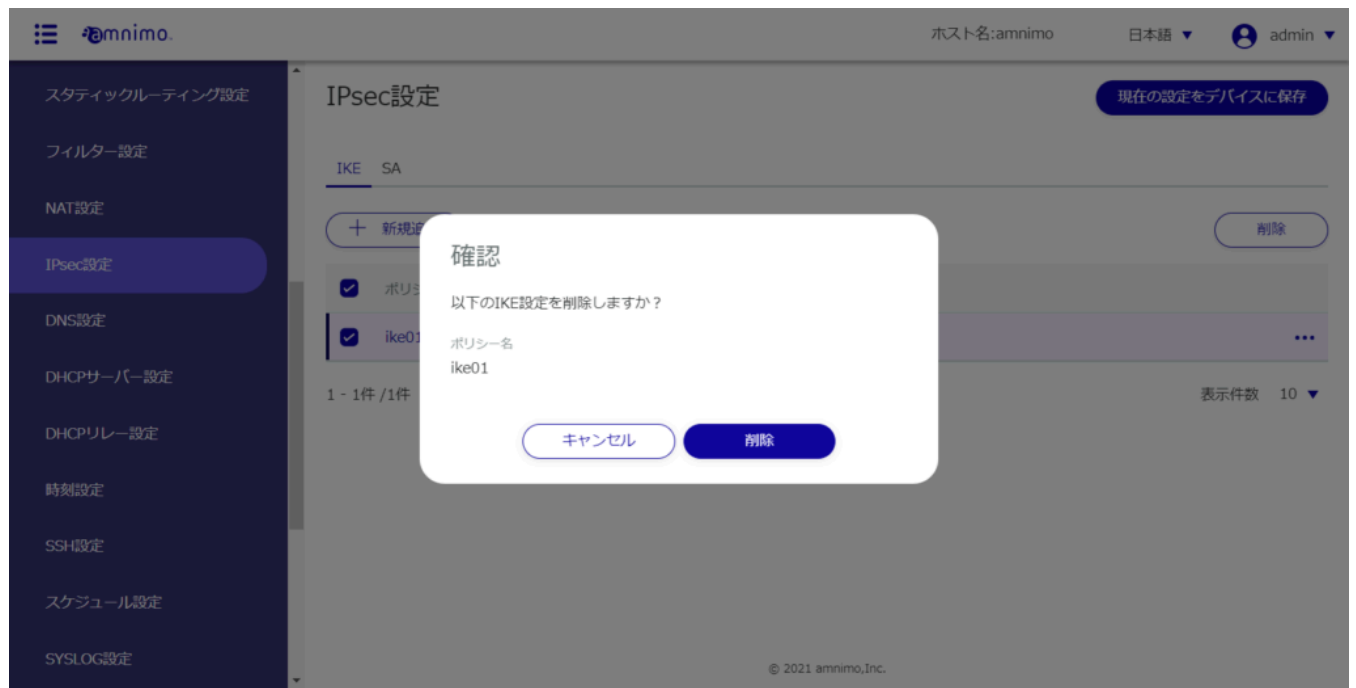 amnimo.
ホスト名:amnimo
日本語 ▼
admin ▼
スタティックルーティング設定
フィルター設定
NAT設定
IPsec設定
DNS設定
DHCPサーバー設定
DHCPリレー設定
時刻設定
SSH設定
スケジュール設定
SYSLOG設定
IPsec設定
現在の設定をデバイスに保存
IKE SA
＋ 新規追
削除
ポリシ
ike01
•••
1 - 1件 /1件
表示件数 10 ▼
確認
以下のIKE設定を削除しますか？
ポリシー名
ike01
キャンセル
削除
© 2021 amnimo,Inc.